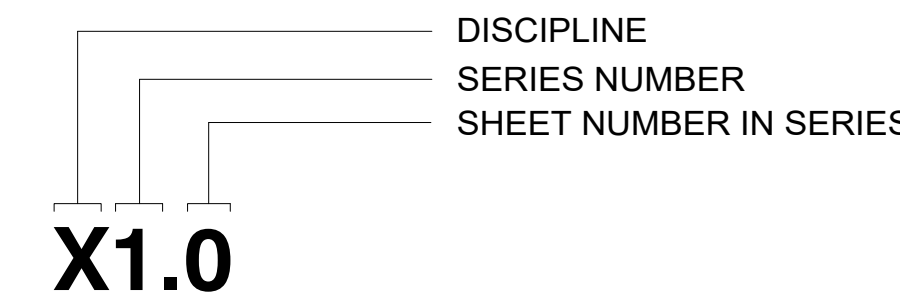 DISCIPLINE
SERIES NUMBER
SHEET NUMBER IN SERIES
X1.0